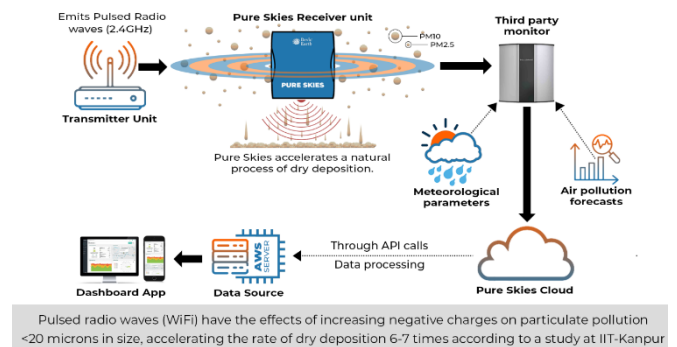 Emits Pulsed Radio
waves (2.4GHz)
Pure Skies Receiver unit
Third party
monitor
PM10
PM2.5
PURE SKIES
Transmitter Unit
Pure Skies accelerates a natural
process of dry deposition.
Meteorological
parameters
Air pollution
forecasts
Through API calls
Data processing
AWS
SERVER
Dashboard App
Data Source
Pure Skies Cloud
Pulsed radio waves (WiFi) have the effects of increasing negative charges on particulate pollution
<20 microns in size, accelerating the rate of dry deposition 6-7 times according to a study at IIT-Kanpur